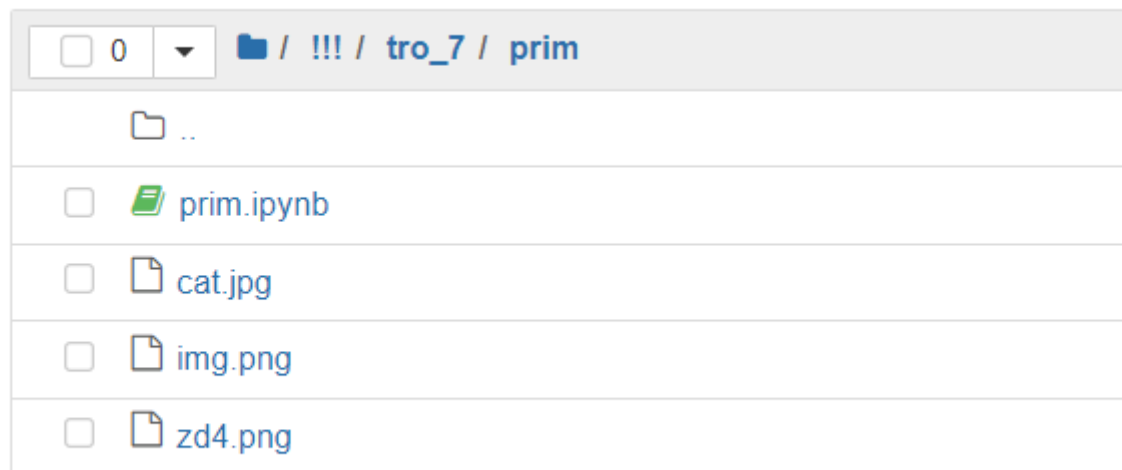 0 / !!! / tro_7 / prim
..
prim.ipynb
cat.jpg
img.png
zd4.png